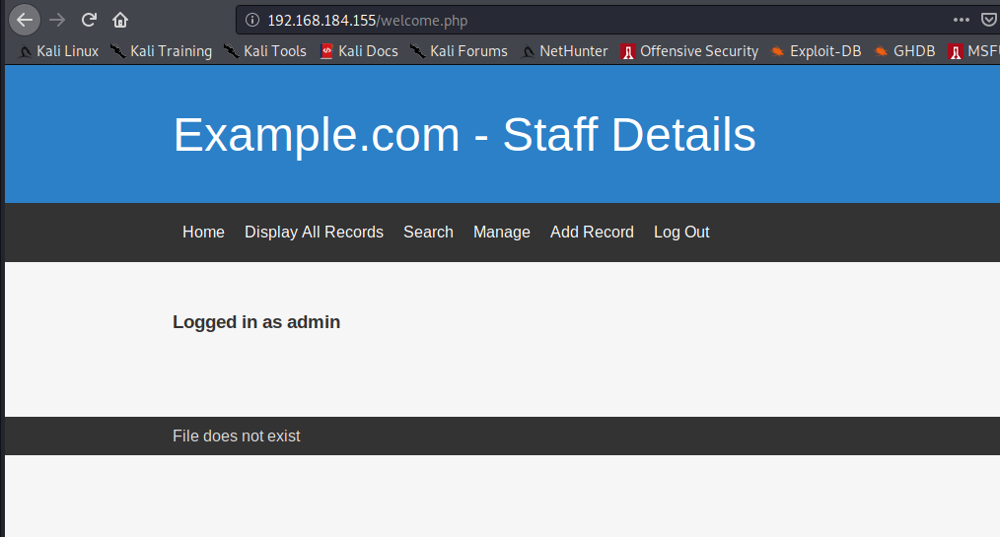 192.168.184.155/welcome.php
Kali Linux Kali Training Kali Tools Kali Docs Kali Forums NetHunter Offensive Security Exploit-DB GHDB
Example.com - Staff Details
Home Display All Records Search Manage Add Record Log Out
Logged in as admin
File does not exist